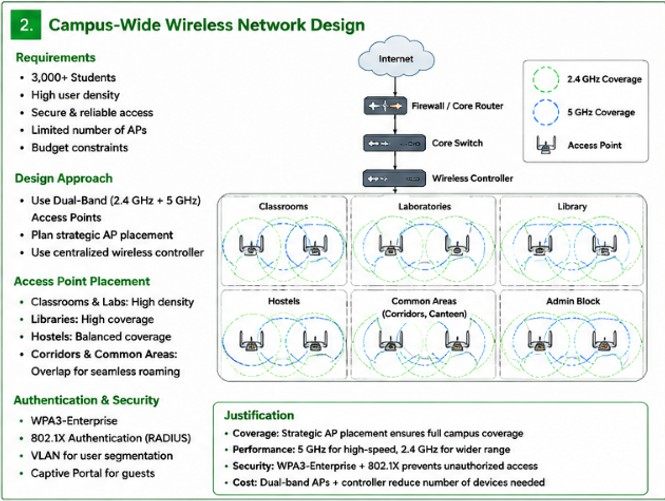 2. Campus-Wide Wireless Network Design
Requirements
• 3,000+ Students
• High user density
• Secure & reliable access
• Limited number of APs
• Budget constraints
Design Approach
• Use Dual-Band (2.4 GHz + 5 GHz)
Access Points
• Plan strategic AP placement
• Use centralized wireless controller
Access Point Placement
• Classrooms & Labs: High density
• Libraries: High coverage
• Hostels: Balanced coverage
• Corridors & Common Areas:
Overlap for seamless roaming
Authentication & Security
• WPA3-Enterprise
• 802.1X Authentication (RADIUS)
• VLAN for user segmentation
• Captive Portal for guests
Internet
Firewall / Core Router
Core Switch
Wireless Controller
2.4 GHz Coverage
5 GHz Coverage
Access Point
Classrooms
Laboratories
Library
Hostels
Common Areas
(Corridors, Canteen)
Admin Block
Justification
• Coverage: Strategic AP placement ensures full campus coverage
• Performance: 5 GHz for high-speed, 2.4 GHz for wider range
• Security: WPA3-Enterprise + 802.1X prevents unauthorized access
• Cost: Dual-band APs + controller reduce number of devices needed